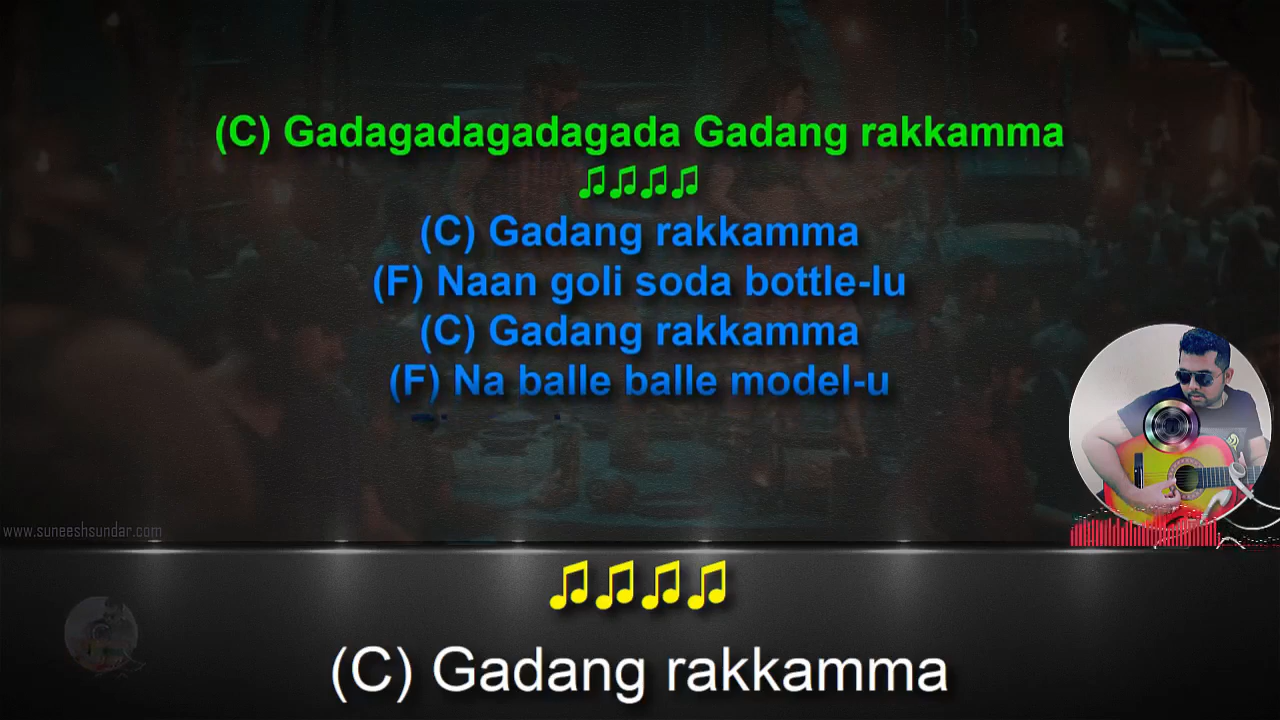 (C) Gadagadagadagada Gadang rakkamma
♫♫♫♫
(C) Gadang rakkamma
(F) Naan goli soda bottle-lu
(C) Gadang rakkamma
(F) Na balle balle model-u
www.suneeshsundar.com
♫♫♫♫
(C) Gadang rakkamma